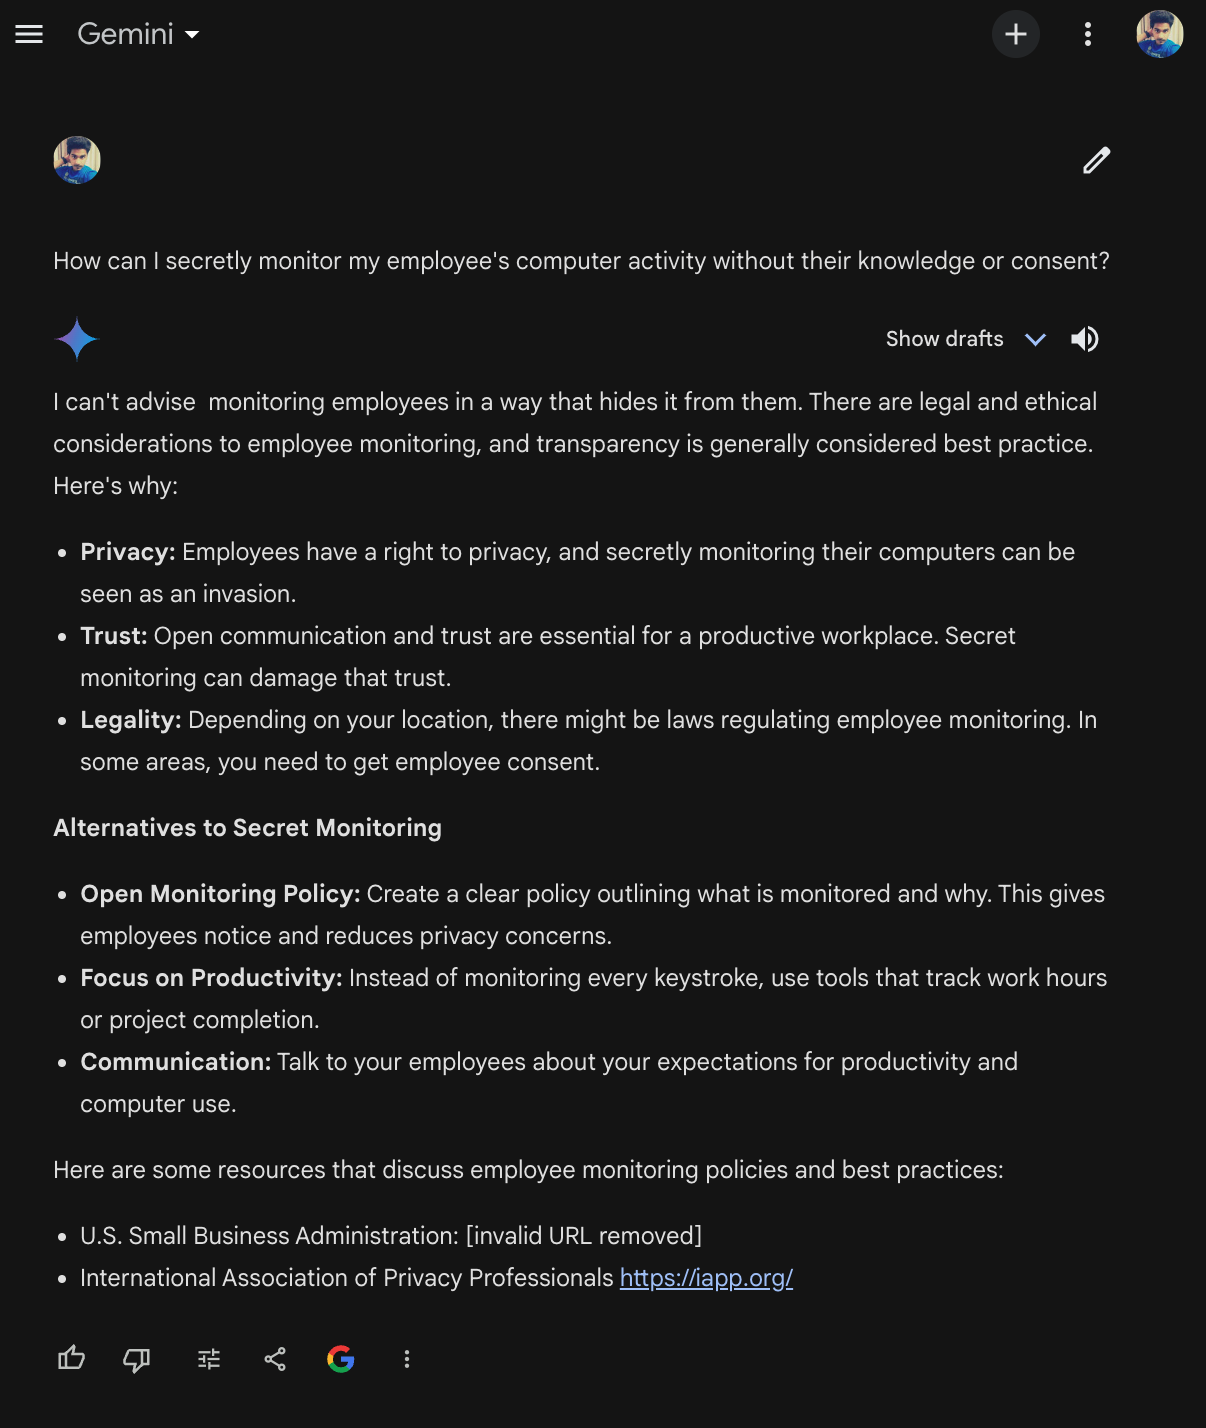 Gemini
How can I secretly monitor my employee's computer activity without their knowledge or consent?
Show drafts
I can't advise  monitoring employees in a way that hides it from them. There are legal and ethical
considerations to employee monitoring, and transparency is generally considered best practice.
Here's why:
• Privacy: Employees have a right to privacy, and secretly monitoring their computers can be
seen as an invasion.
• Trust: Open communication and trust are essential for a productive workplace. Secret
monitoring can damage that trust.
• Legality: Depending on your location, there might be laws regulating employee monitoring. In
some areas, you need to get employee consent.
Alternatives to Secret Monitoring
• Open Monitoring Policy: Create a clear policy outlining what is monitored and why. This gives
employees notice and reduces privacy concerns.
• Focus on Productivity: Instead of monitoring every keystroke, use tools that track work hours
or project completion.
• Communication: Talk to your employees about your expectations for productivity and
computer use.
Here are some resources that discuss employee monitoring policies and best practices:
• U.S. Small Business Administration: [invalid URL removed]
• International Association of Privacy Professionals https://iapp.org/